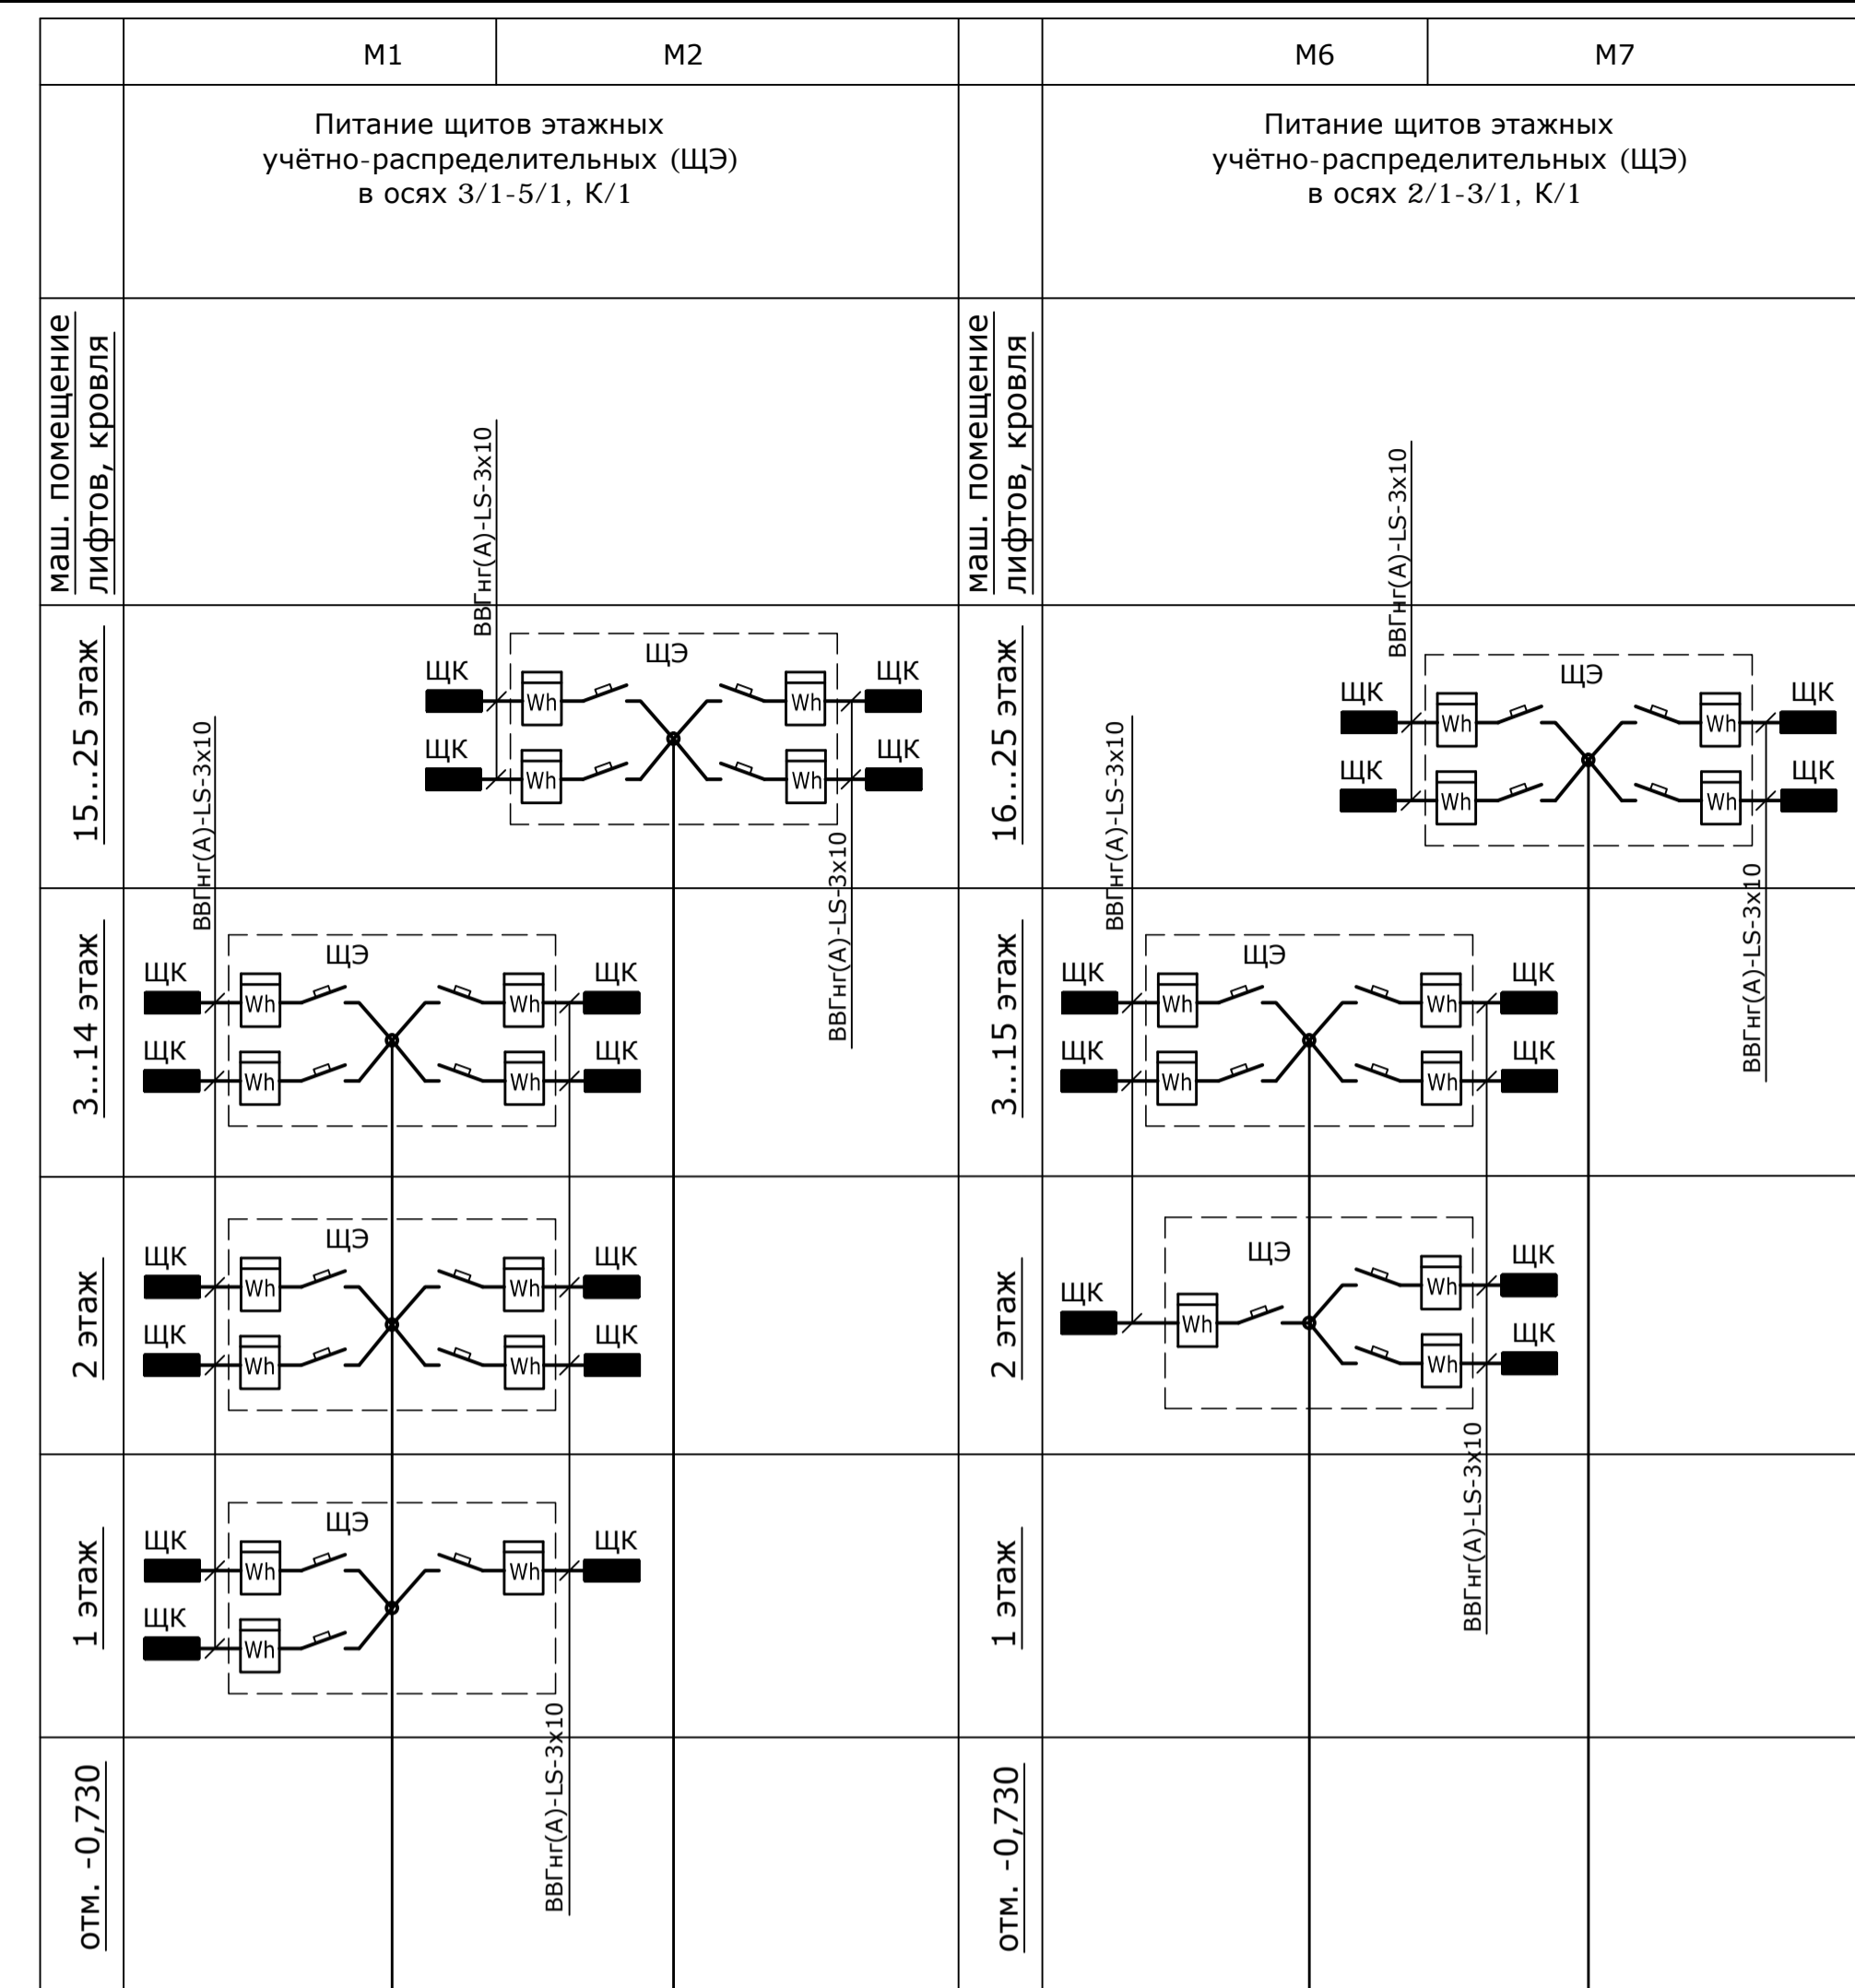 М1
М2
М6
М7
Питание щитов этажных
учётно-распределительных (ЩЭ)
в осях 3/1-5/1, К/1
Питание щитов этажных
учётно-распределительных (ЩЭ)
в осях 2/1-3/1, К/1
маш. помещение
лифтов, кровля
ВВГнг(А)-LS-3х10
маш. помещение
лифтов, кровля
ВВГнг(А)-LS-3х10
15...25 этаж
ВВГнг(А)-LS-3х10
ЩЭ
ЩК
Wh
Wh
ЩК
ЩК
Wh
Wh
ЩК
ВВГнг(А)-LS-3х10
16...25 этаж
ВВГнг(А)-LS-3х10
ЩЭ
ЩК
Wh
Wh
ЩК
ЩК
Wh
Wh
ЩК
ВВГнг(А)-LS-3х10
3...14 этаж
ЩЭ
ЩК
Wh
Wh
ЩК
ЩК
Wh
Wh
ЩК
3...15 этаж
ЩЭ
ЩК
Wh
Wh
ЩК
ЩК
Wh
Wh
ЩК
2 этаж
ЩЭ
ЩК
Wh
Wh
ЩК
ЩК
Wh
Wh
ЩК
2 этаж
ЩЭ
ЩК
Wh
Wh
ЩК
Wh
ЩК
ВВГнг(А)-LS-3х10
1 этаж
ЩЭ
ЩК
Wh
Wh
ЩК
ЩК
Wh
ВВГнг(А)-LS-3х10
1 этаж
отм. -0,730
отм. -0,730